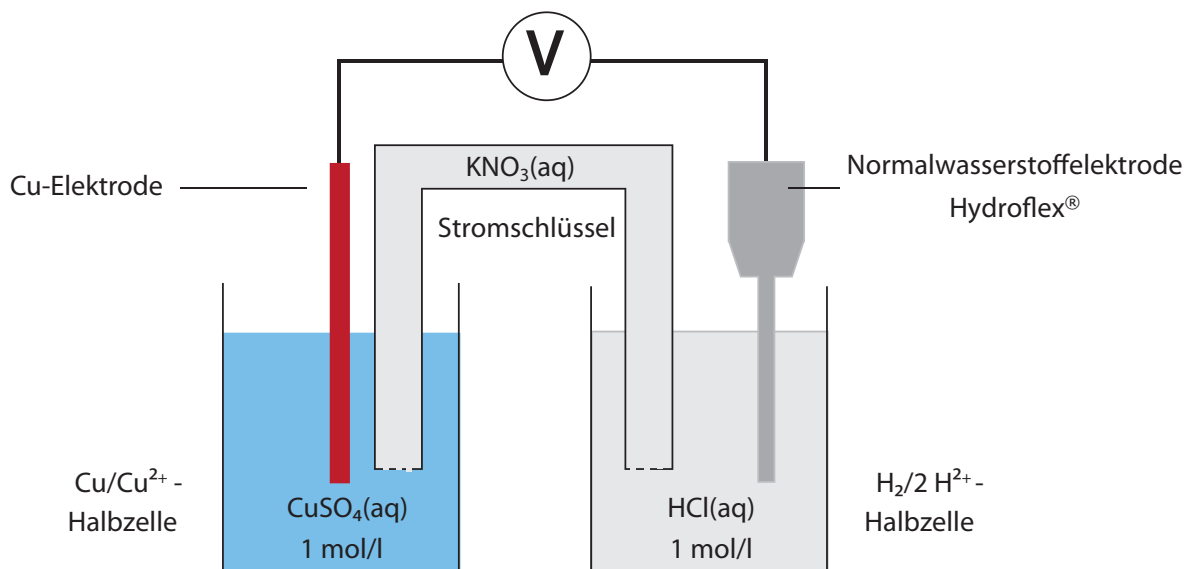 V
KNO₃(aq)
Cu-Elektrode
Normalwasserstoffelektrode
Hydroflex®
Stromschlüssel
Cu/Cu²⁺ -
Halbzelle
CuSO₄(aq)
1 mol/l
HCl(aq)
1 mol/l
H₂/2 H²⁺ -
Halbzelle